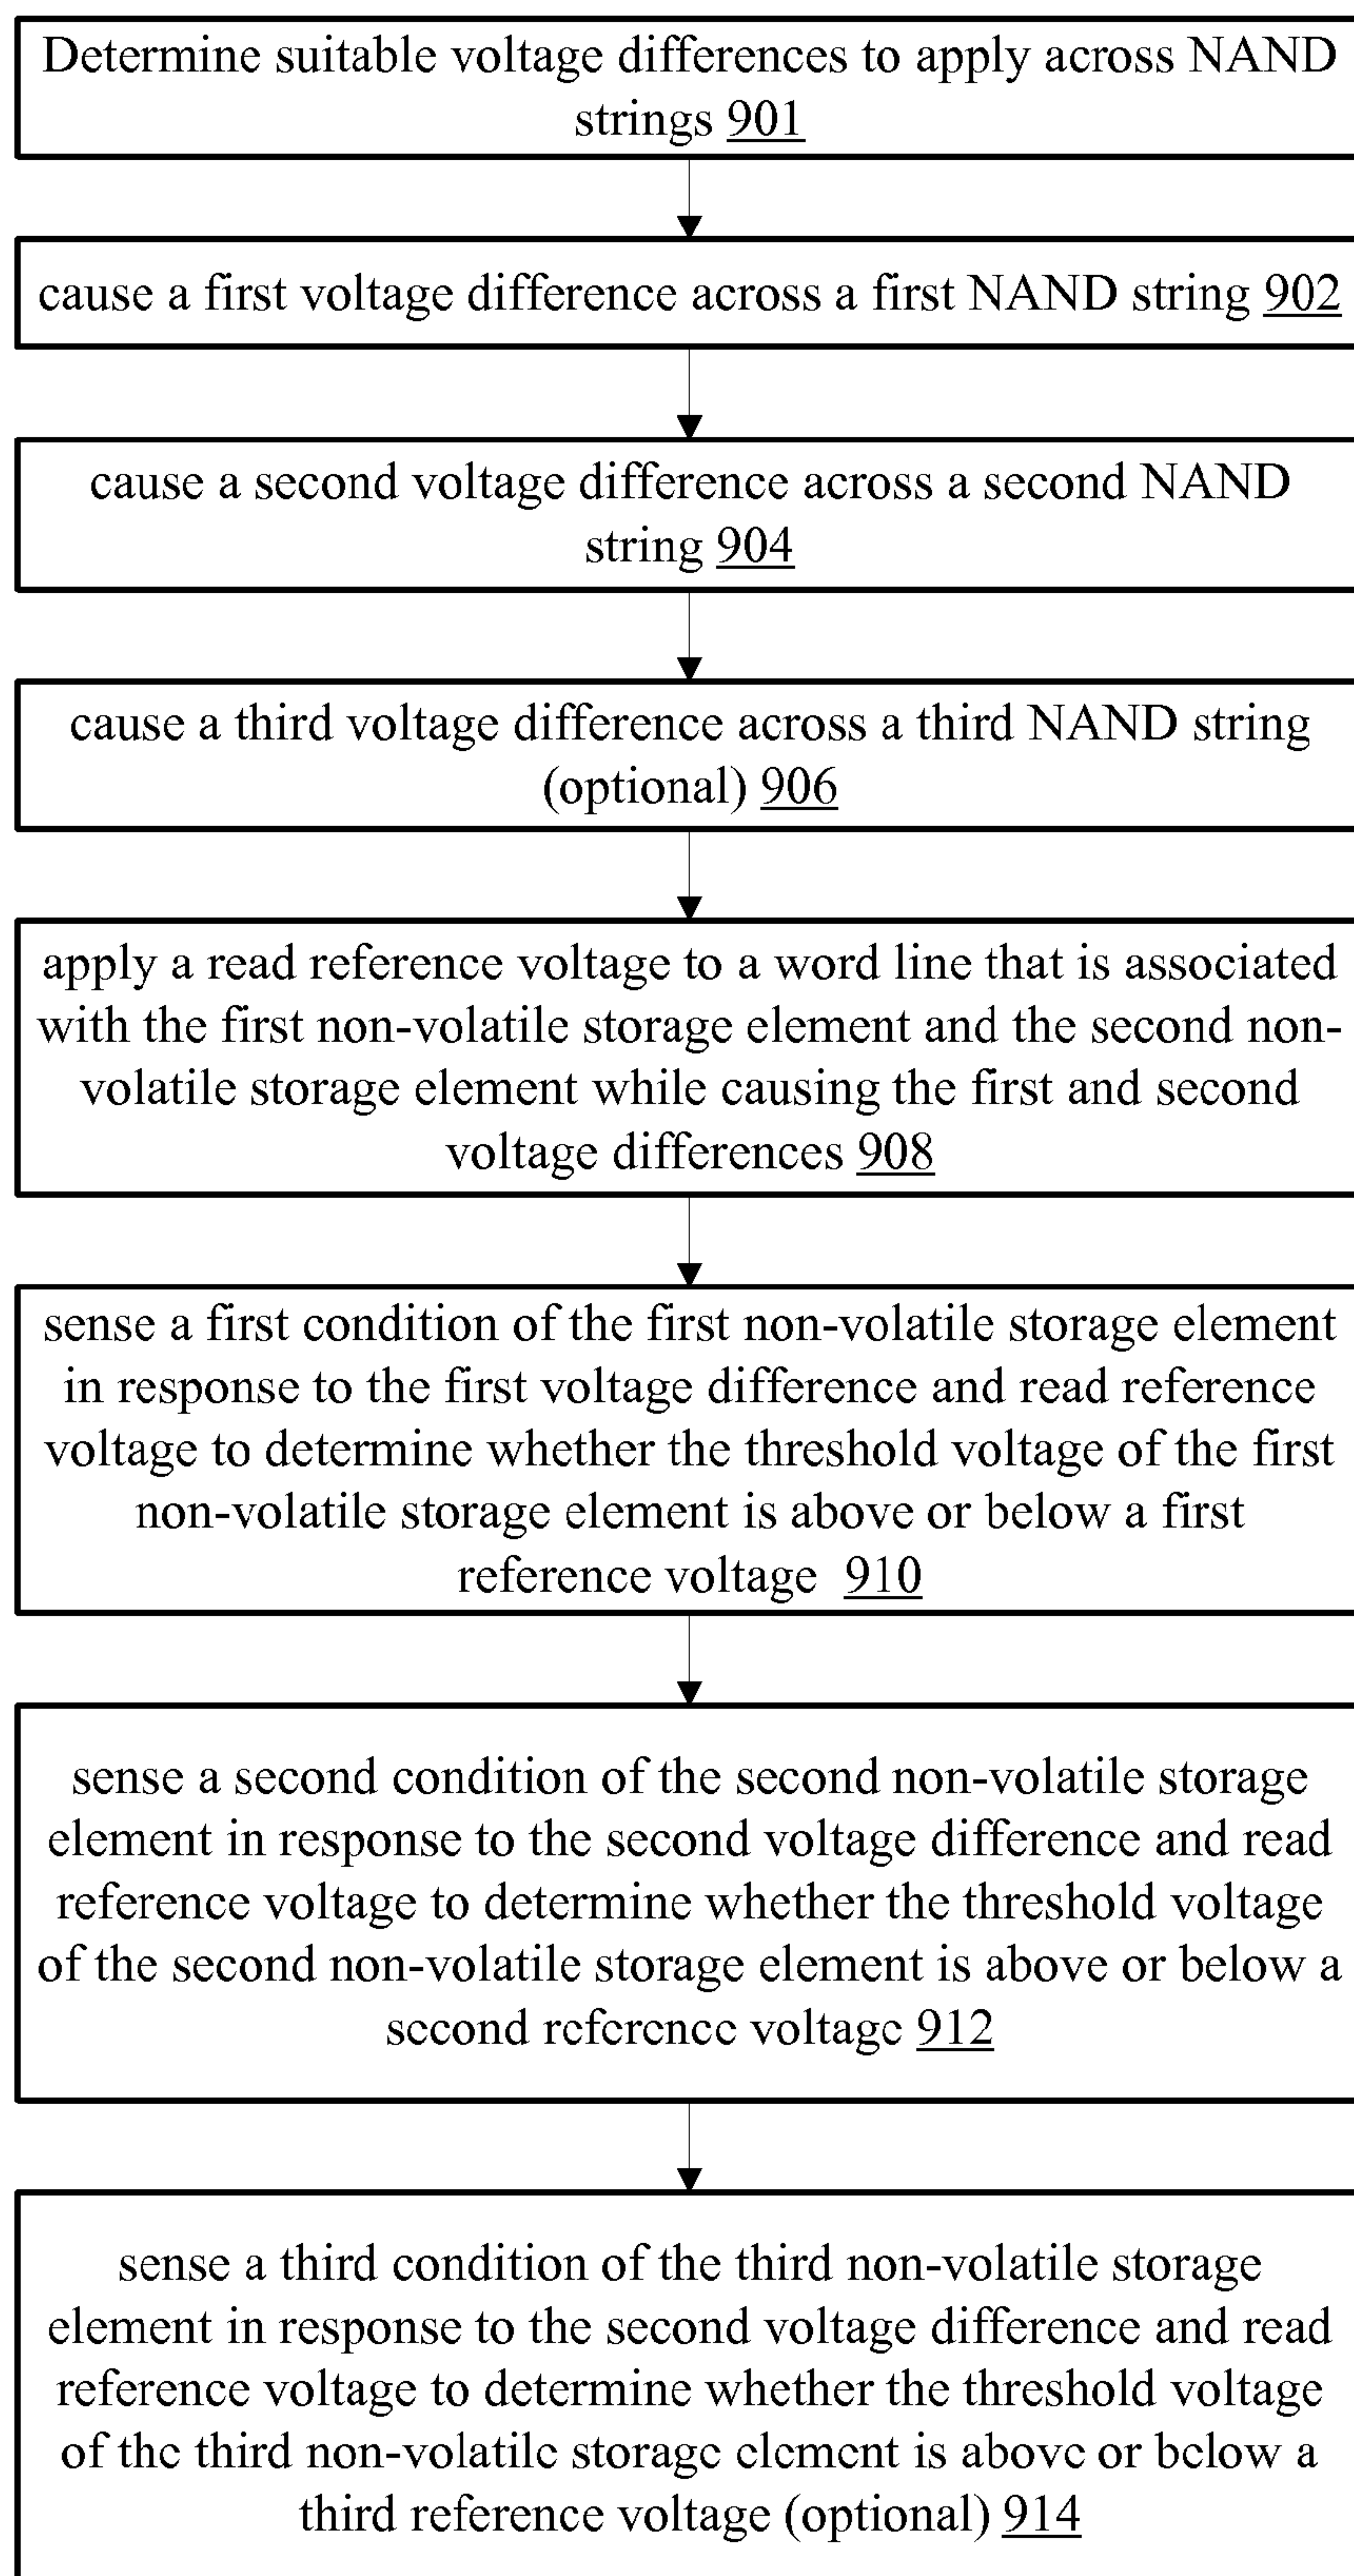 Determine suitable voltage differences to apply across NAND
strings 901
cause a first voltage difference across a first NAND string 902
cause a second voltage difference across a second NAND
string 904
cause a third voltage difference across a third NAND string
(optional) 906
apply a read reference voltage to a word line that is associated
with the first non-volatile storage element and the second non-
volatile storage element while causing the first and second
voltage differences 908
sense a first condition of the first non-volatile storage element
in response to the first voltage difference and read reference
voltage to determine whether the threshold voltage of the first
non-volatile storage element is above or below a first
reference voltage 910
sense a second condition of the second non-volatile storage
element in response to the second voltage difference and read
reference voltage to determine whether the threshold voltage
of the second non-volatile storage element is above or below a
second reference voltage 912
sense a third condition of the third non-volatile storage
element in response to the second voltage difference and read
reference voltage to determine whether the threshold voltage
of the third non-volatile storage element is above or below a
third reference voltage (optional) 914